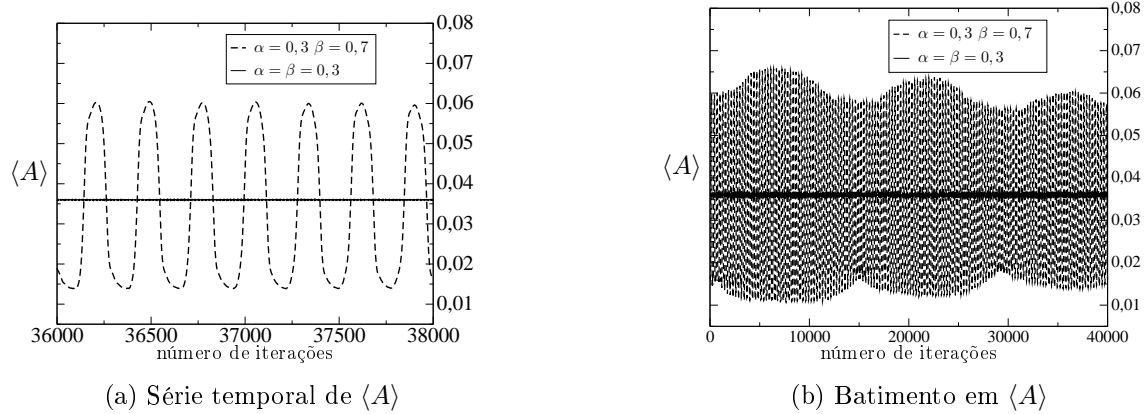 0,08
0,07
0,06
0,05
0,04
0,03
0,02
0,01
⟨A⟩
α = 0,3 β = 0,7
α = β = 0,3
36000 36500 37000 37500 38000
número de iterações
(a) Série temporal de ⟨A⟩
0,08
0,07
0,06
0,05
0,04
0,03
0,02
0,01
⟨A⟩
α = 0,3 β = 0,7
α = β = 0,3
0 10000 20000 30000 40000
número de iterações
(b) Batimento em ⟨A⟩